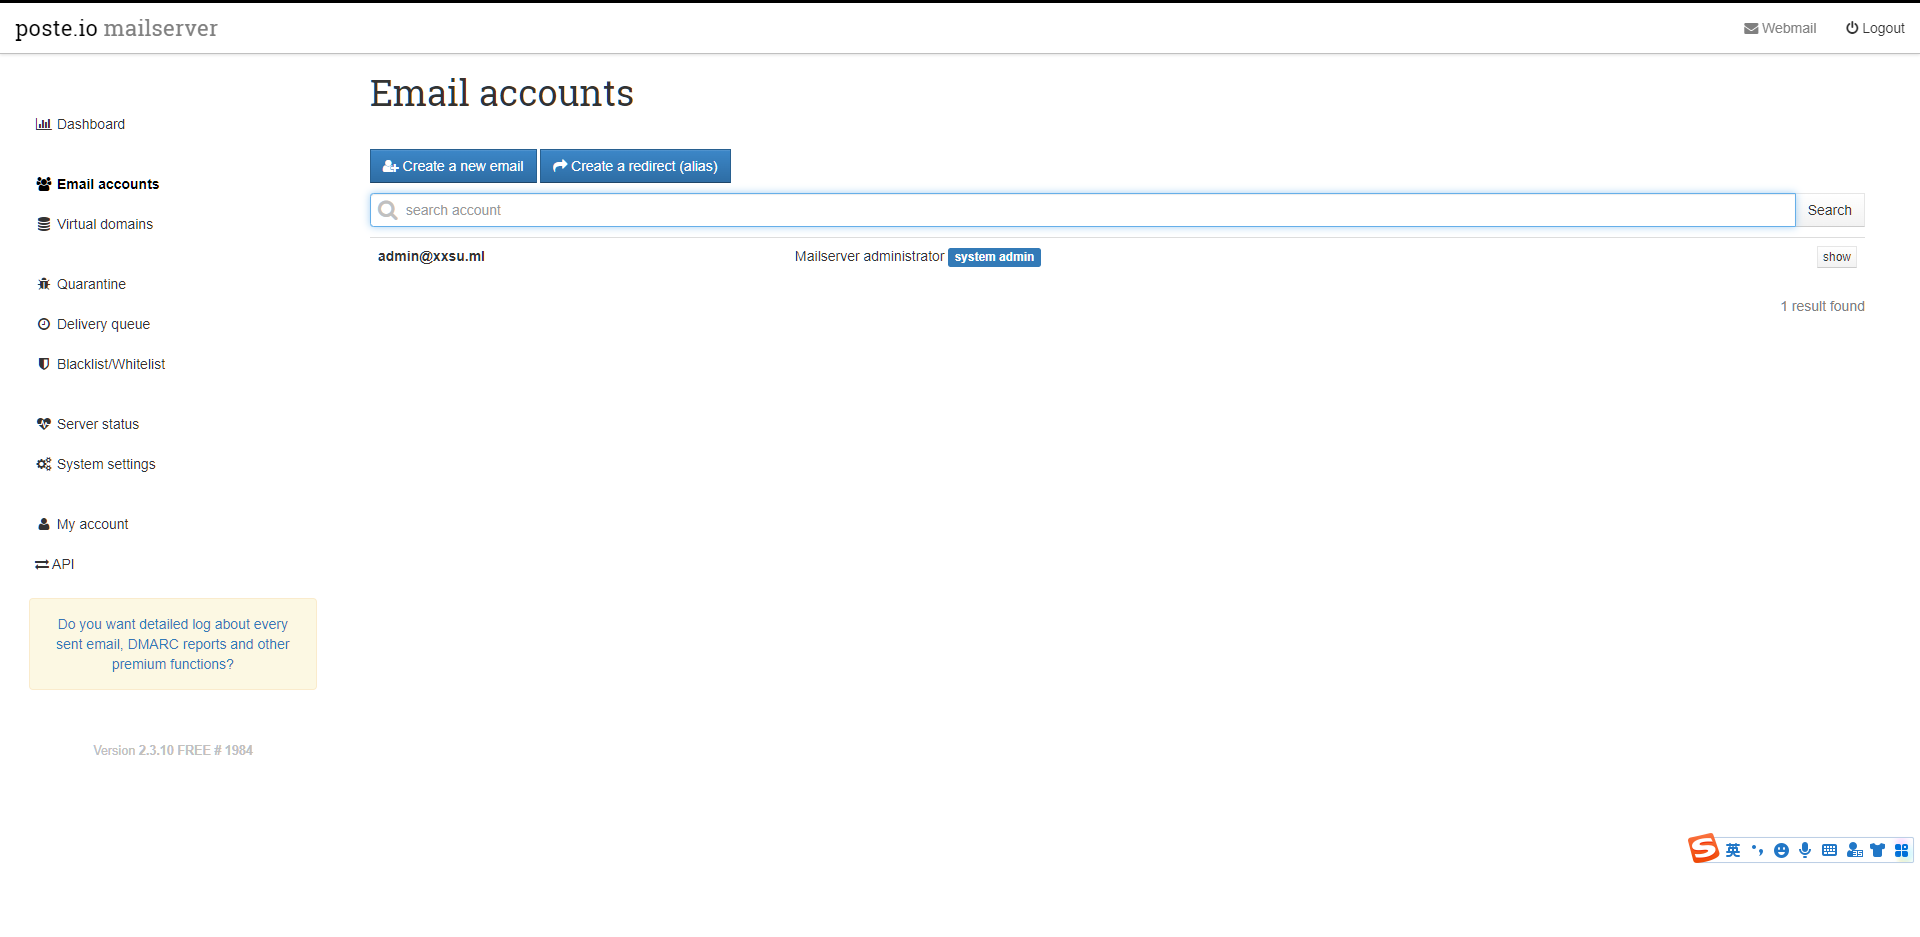 poste.io mailserver
Webmail
Logout
Email accounts
Dashboard
Create a new email
Create a redirect (alias)
Email accounts
search account
Search
Virtual domains
admin@xxsu.ml
Mailserver administrator system admin
show
Quarantine
1 result found
Delivery queue
Blacklist/Whitelist
Server status
System settings
My account
API
Do you want detailed log about every
sent email, DMARC reports and other
premium functions?
Version 2.3.10 FREE # 1984
S 英